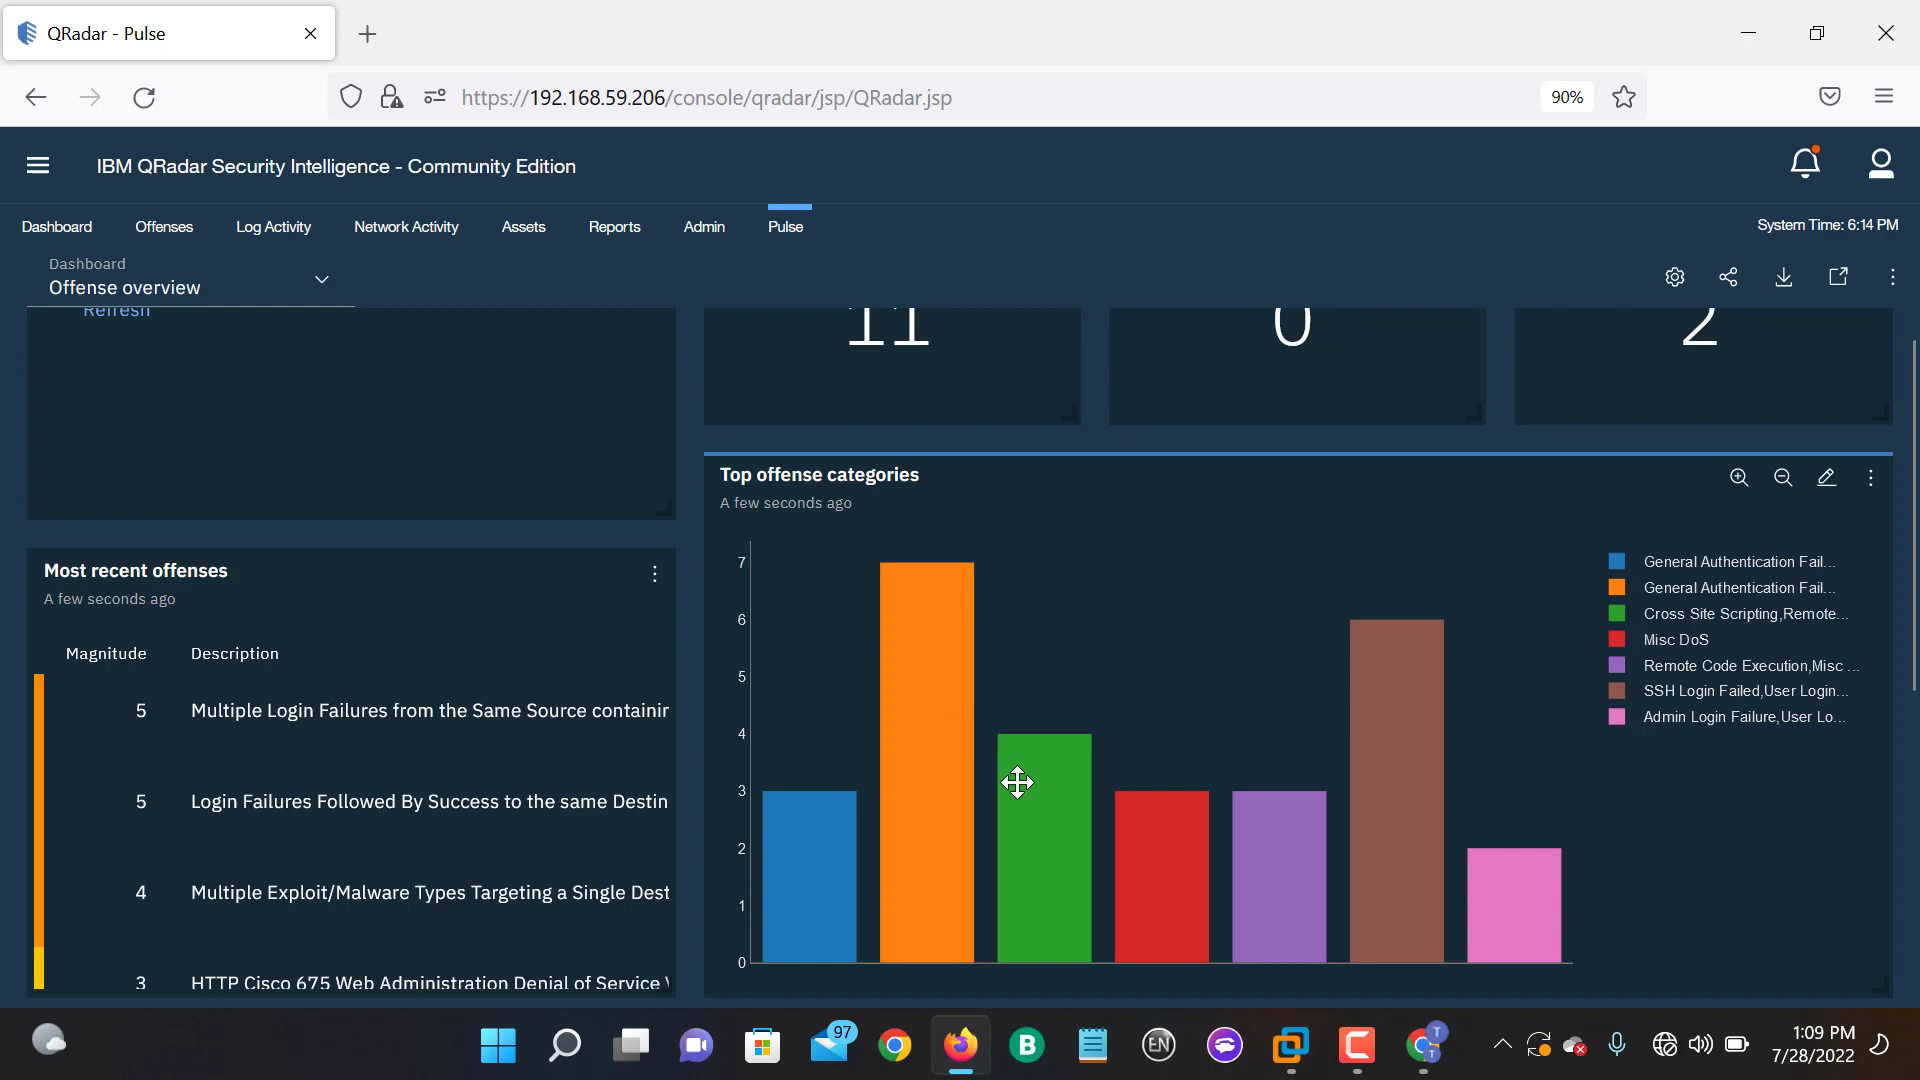 QRadar - Pulse
https://192.168.59.206/console/qradar/jsp/QRadar.jsp
90%
IBM QRadar Security Intelligence - Community Edition
Dashboard Offenses Log Activity Network Activity Assets Reports Admin Pulse
System Time: 6:14 PM
Dashboard
Offense overview
Refresh
11
0
2
Top offense categories
A few seconds ago
7
6
5
4
3
2
1
0
General Authentication Fail...
General Authentication Fail...
Cross Site Scripting,Remote...
Misc DoS
Remote Code Execution,Misc ...
SSH Login Failed,User Login...
Admin Login Failure,User Lo...
Most recent offenses
A few seconds ago
Magnitude Description
5 Multiple Login Failures from the Same Source containin
5 Login Failures Followed By Success to the same Destin
4 Multiple Exploit/Malware Types Targeting a Single Dest
3 HTTP Cisco 675 Web Administration Denial of Service
97
B
EN
T
T
1:09 PM
7/28/2022